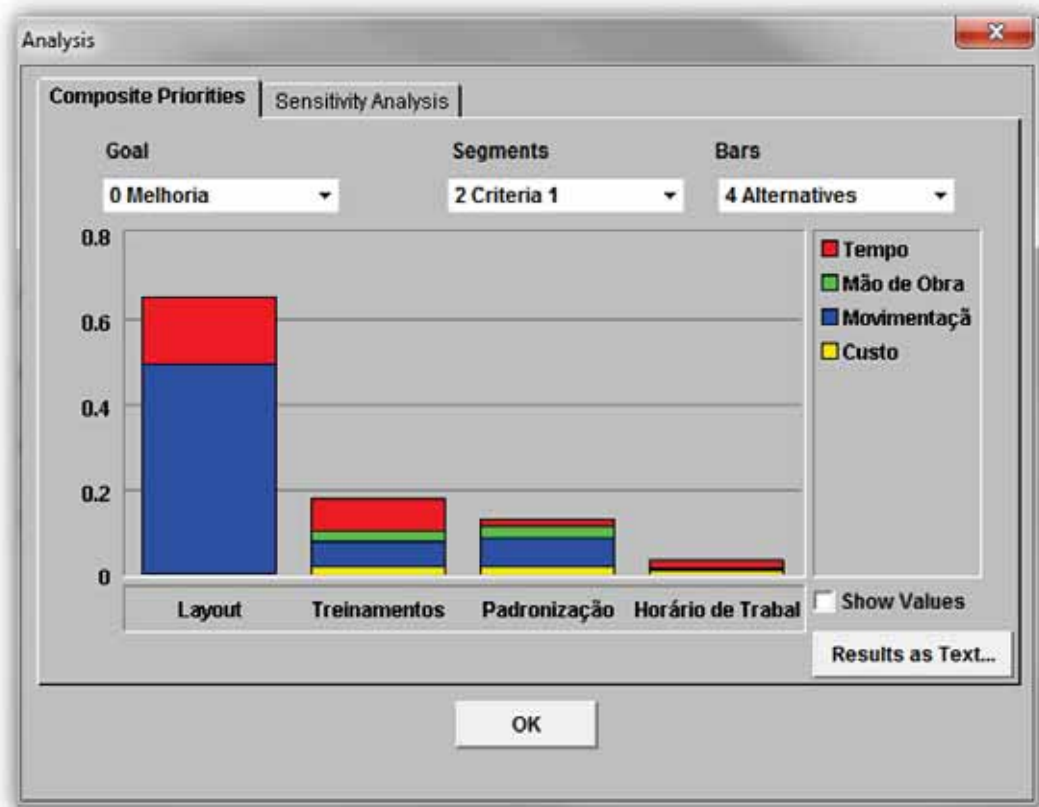 Analysis
Composite Priorities
Sensitivity Analysis
Goal
Segments
Bars
0 Melhoria
2 Criteria 1
4 Alternatives
0.8
0.6
0.4
0.2
0
Tempo
Mão de Obra
Movimentaçã
Custo
Layout
Treinamentos
Padronização
Horário de Trabal
Show Values
Results as Text...
OK